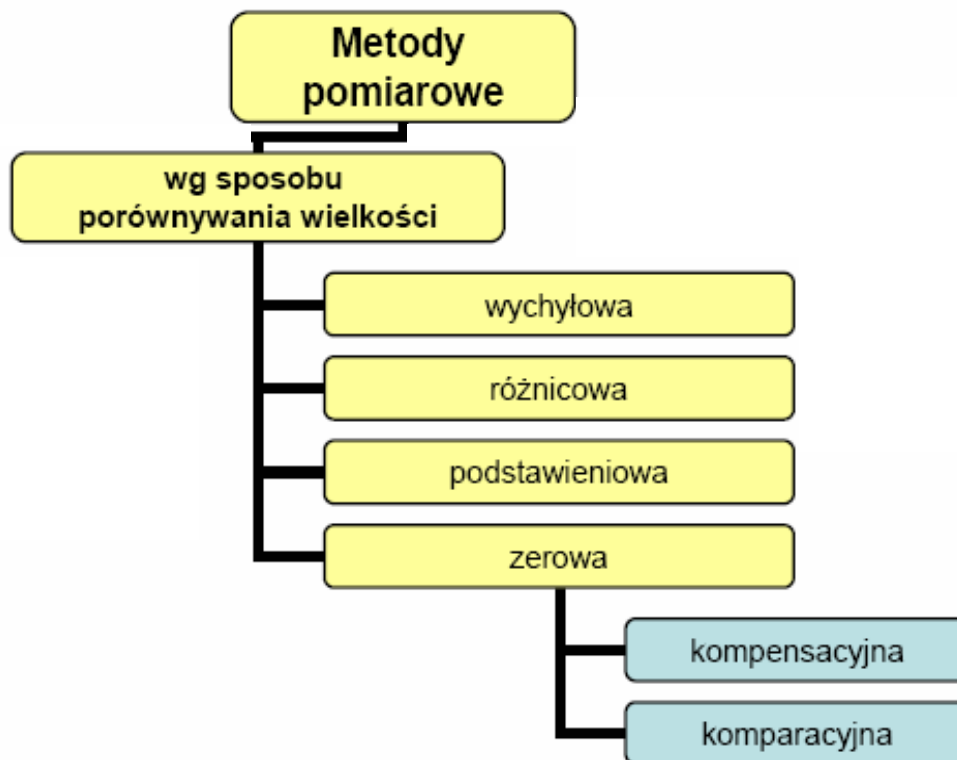 Metody
pomiarowe
wg sposobu
porównywania wielkości
wychyłowa
różnicowa
podstawieniowa
zerowa
kompensacyjna
komparacyjna